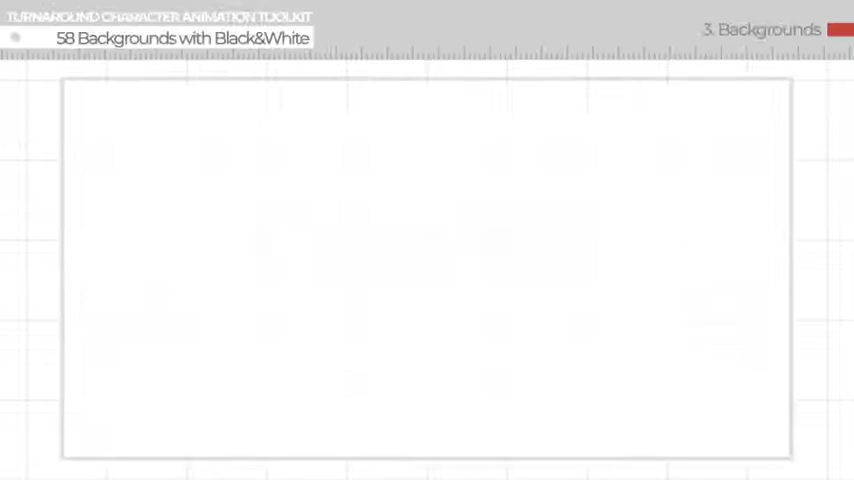 TURNAROUND CHARACTER ANIMATION TOOLKIT
58 Backgrounds with Black&White
3. Backgrounds